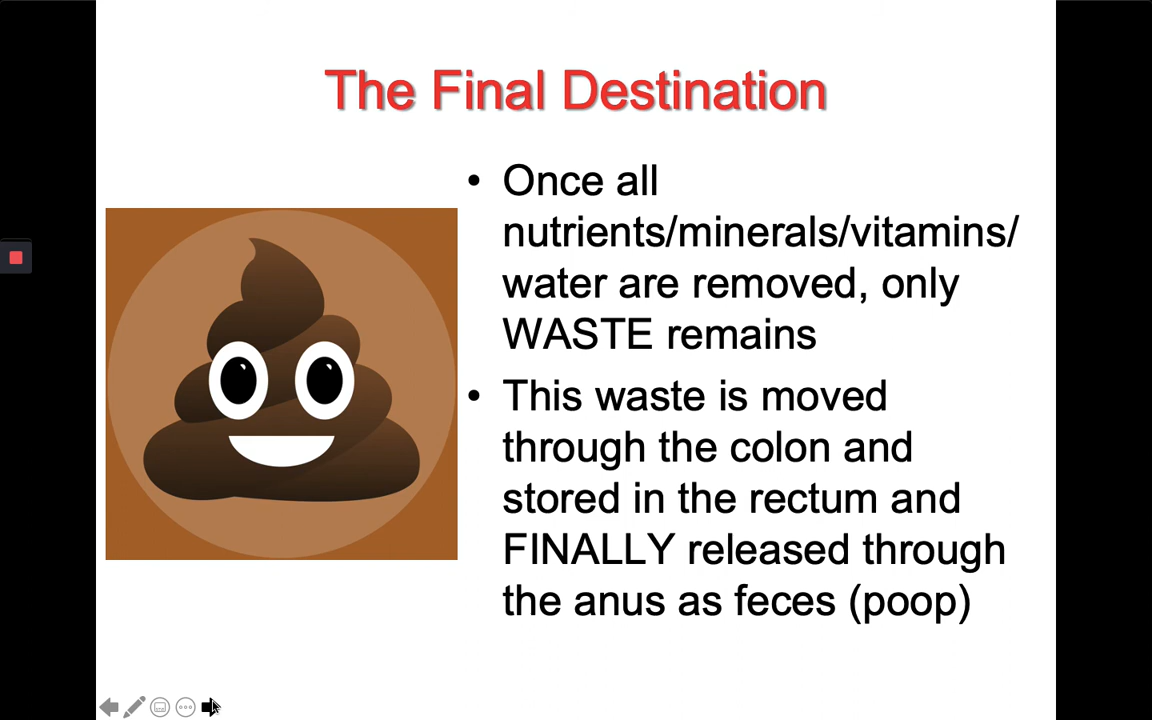 The Final Destination
• Once all
nutrients/minerals/vitamins/
water are removed, only
WASTE remains
• This waste is moved
through the colon and
stored in the rectum and
FINALLY released through
the anus as feces (poop)